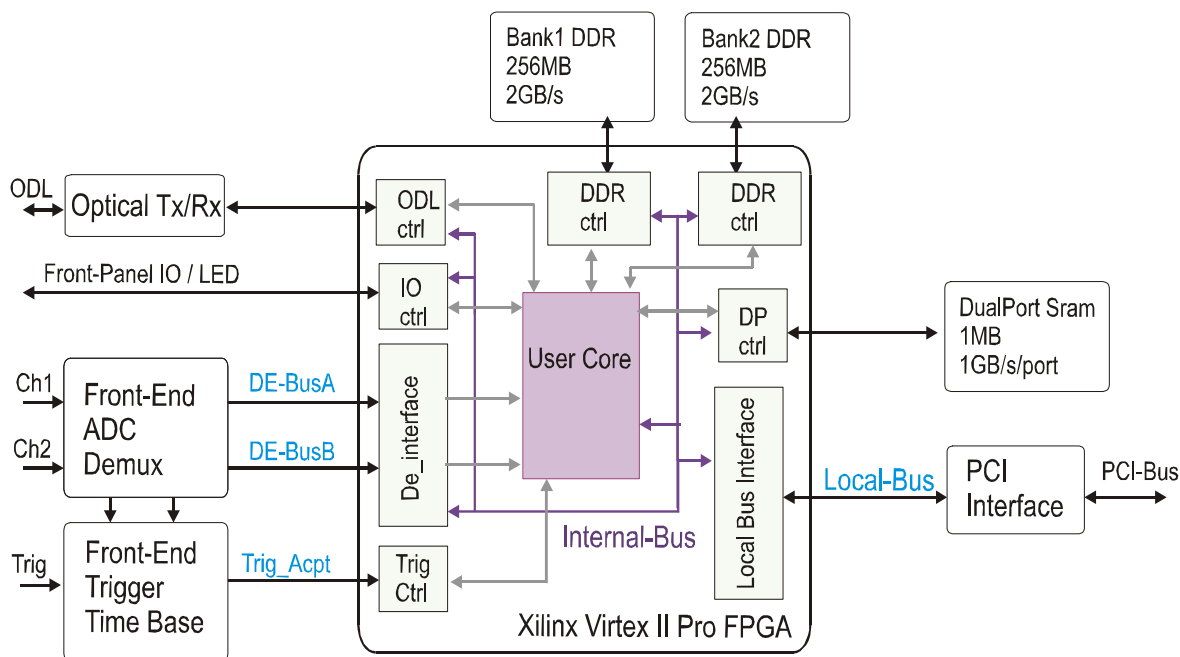 Bank1 DDR
256MB
2GB/s
Bank2 DDR
256MB
2GB/s
ODL
Optical Tx/Rx
ODL
ctrl
DDR
ctrl
DDR
ctrl
Front-Panel IO / LED
IO
ctrl
User Core
DP
ctrl
DualPort Sram
1MB
1GB/s/port
Ch1
Ch2
Front-End
ADC
Demux
DE-BusA
DE-BusB
De_interface
Local Bus Interface
Local-Bus
PCI
Interface
PCI-Bus
Internal-Bus
Trig
Front-End
Trigger
Time Base
Trig_Acpt
Trig
Ctrl
Xilinx Virtex II Pro FPGA